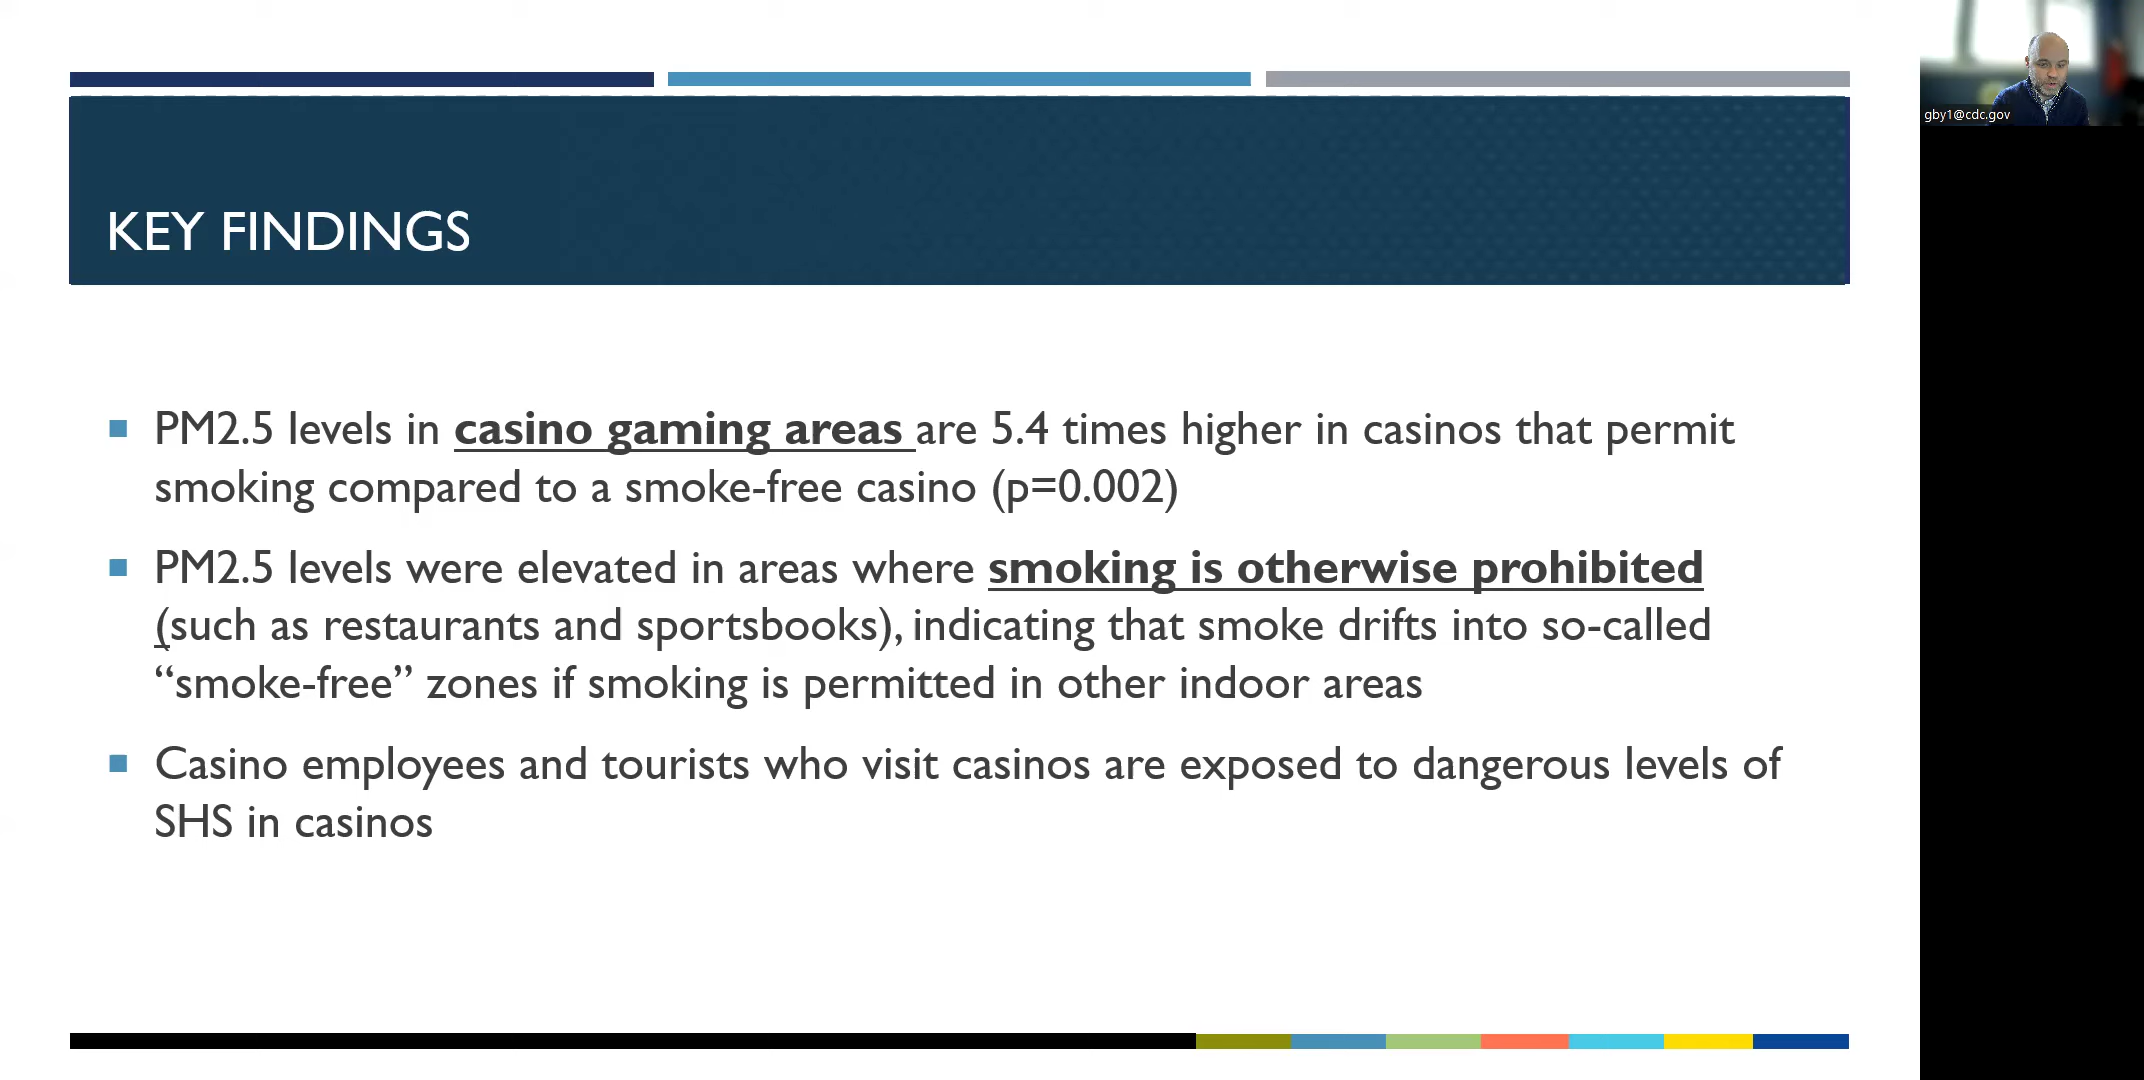 KEY FINDINGS
PM2.5 levels in casino gaming areas are 5.4 times higher in casinos that permit
smoking compared to a smoke-free casino (p=0.002)
PM2.5 levels were elevated in areas where smoking is otherwise prohibited
(such as restaurants and sportsbooks), indicating that smoke drifts into so-called
“smoke-free” zones if smoking is permitted in other indoor areas
Casino employees and tourists who visit casinos are exposed to dangerous levels of
SHS in casinos
gby1@cdc.gov